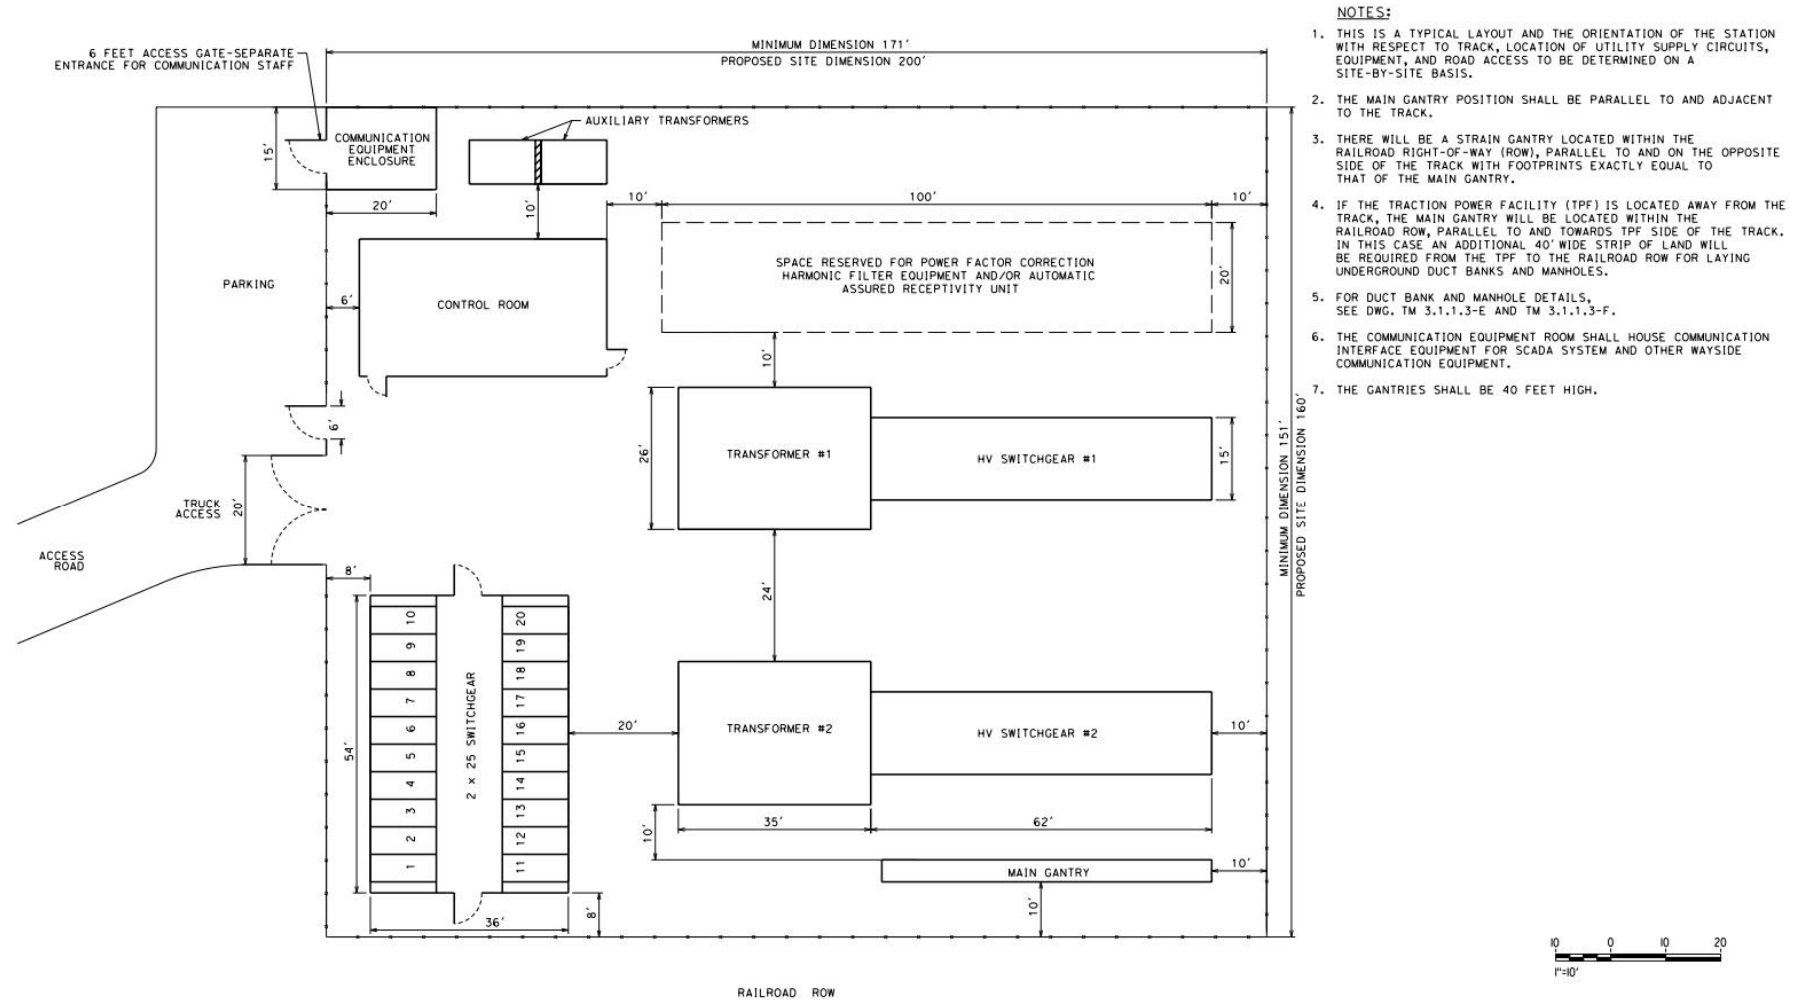 6 FEET ACCESS GATE-SEPARATE
ENTRANCE FOR COMMUNICATION STAFF
MINIMUM DIMENSION 171'
PROPOSED SITE DIMENSION 200'
COMMUNICATION
EQUIPMENT
ENCLOSURE
15'
20'
AUXILIARY TRANSFORMERS
10'
10'
100'
10'
SPACE RESERVED FOR POWER FACTOR CORRECTION
HARMONIC FILTER EQUIPMENT AND/OR AUTOMATIC
ASSURED RECEPTIVITY UNIT
20'
PARKING
6'
CONTROL ROOM
10'
6'
26'
TRANSFORMER #1
HV SWITCHGEAR #1
15'
MINIMUM DIMENSION 151'
PROPOSED SITE DIMENSION 160'
TRUCK
ACCESS
20'
ACCESS
ROAD
8'
24'
54'
10
9
8
7
6
5
4
3
2
1
2 x 25 SWITCHGEAR
20
19
18
17
16
15
14
13
12
11
20'
TRANSFORMER #2
HV SWITCHGEAR #2
10'
35'
62'
10'
MAIN GANTRY
10'
10'
36'
8'
RAILROAD ROW
NOTES:
1. THIS IS A TYPICAL LAYOUT AND THE ORIENTATION OF THE STATION
WITH RESPECT TO TRACK, LOCATION OF UTILITY SUPPLY CIRCUITS,
EQUIPMENT, AND ROAD ACCESS TO BE DETERMINED ON A
SITE-BY-SITE BASIS.
2. THE MAIN GANTRY POSITION SHALL BE PARALLEL TO AND ADJACENT
TO THE TRACK.
3. THERE WILL BE A STRAIN GANTRY LOCATED WITHIN THE
RAILROAD RIGHT-OF-WAY (ROW), PARALLEL TO AND ON THE OPPOSITE
SIDE OF THE TRACK WITH FOOTPRINTS EXACTLY EQUAL TO
THAT OF THE MAIN GANTRY.
4. IF THE TRACTION POWER FACILITY (TPF) IS LOCATED AWAY FROM THE
TRACK, THE MAIN GANTRY WILL BE LOCATED WITHIN THE
RAILROAD ROW, PARALLEL TO AND TOWARDS TPF SIDE OF THE TRACK.
IN THIS CASE AN ADDITIONAL 40' WIDE STRIP OF LAND WILL
BE REQUIRED FROM THE TPF TO THE RAILROAD ROW FOR LAYING
UNDERGROUND DUCT BANKS AND MANHOLES.
5. FOR DUCT BANK AND MANHOLE DETAILS,
SEE DWG. TM 3.1.1.3-E AND TM 3.1.1.3-F.
6. THE COMMUNICATION EQUIPMENT ROOM SHALL HOUSE COMMUNICATION
INTERFACE EQUIPMENT FOR SCADA SYSTEM AND OTHER WAYSIDE
COMMUNICATION EQUIPMENT.
7. THE GANTRIES SHALL BE 40 FEET HIGH.
10 0 10 20
1"=10'